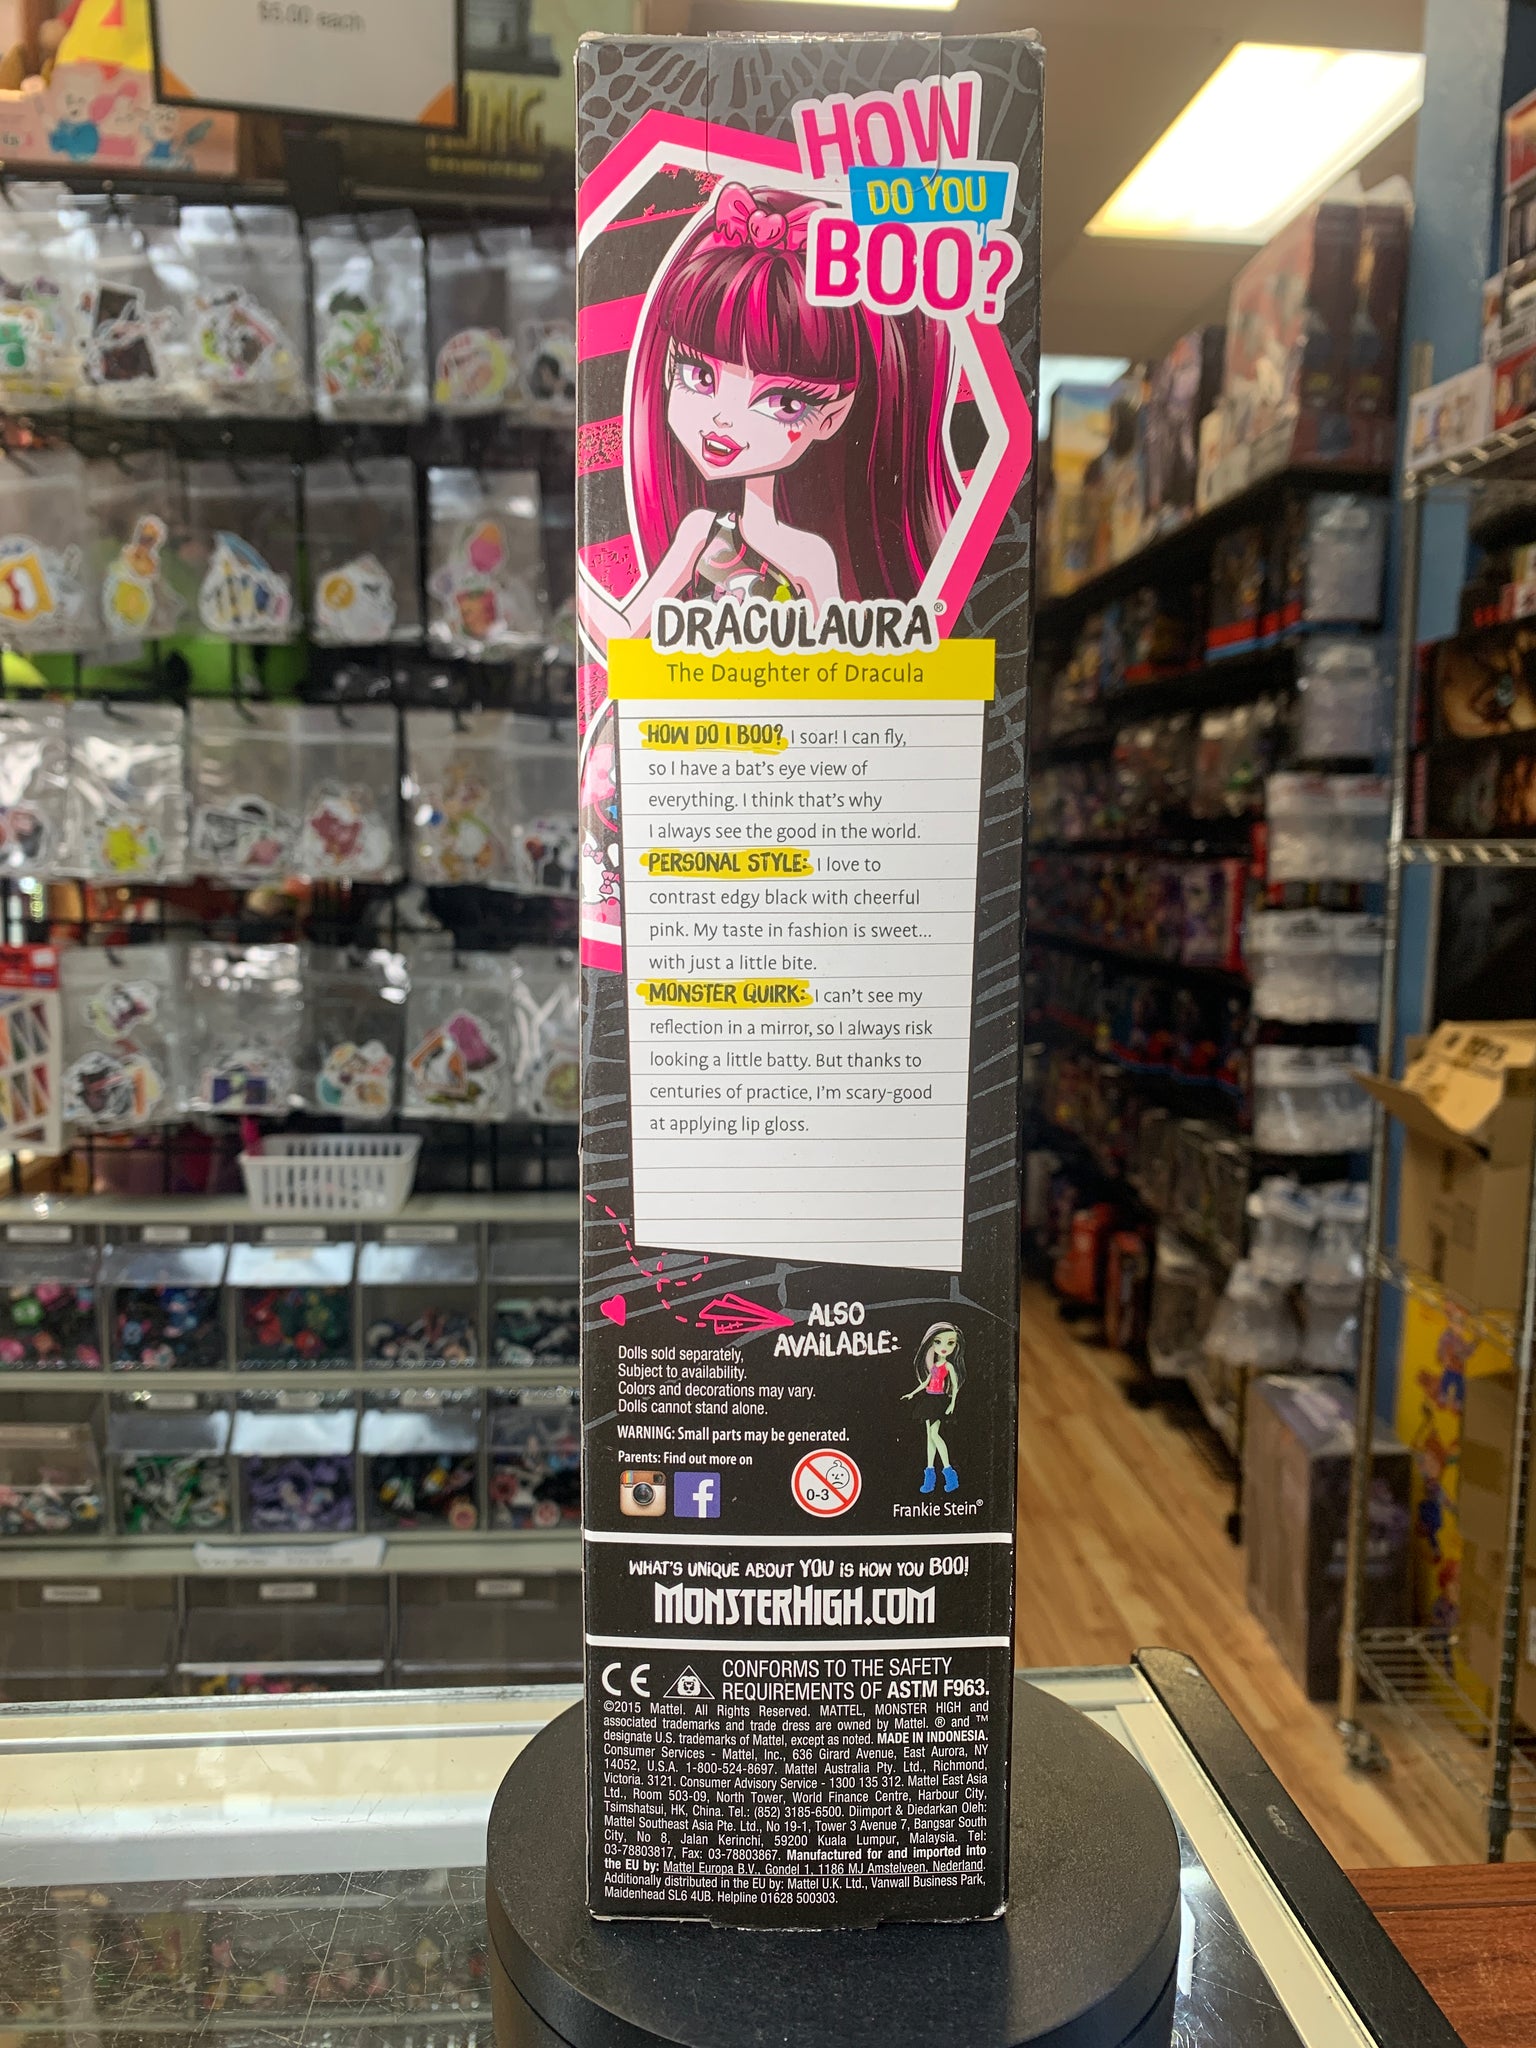 $5.00 each
HOW
DO YOU
BOO?
DRACULAURA®
The Daughter of Dracula
HOW DO I BOO? I soar! I can fly,
so I have a bat's eye view of
everything. I think that's why
I always see the good in the world.
PERSONAL STYLE: I love to
contrast edgy black with cheerful
pink. My taste in fashion is sweet...
with just a little bite.
MONSTER QUIRK: I can't see my
reflection in a mirror, so I always risk
looking a little batty. But thanks to
centuries of practice, I'm scary-good
at applying lip gloss.
ALSO
AVAILABLE:
Dolls sold separately,
Subject to availability.
Colors and decorations may vary.
Dolls cannot stand alone.
WARNING: Small parts may be generated.
Parents: Find out more on
f
0-3
Frankie Stein®
WHAT'S UNIQUE ABOUT YOU IS HOW YOU BOO!
MONSTERHIGH.COM
CE
CONFORMS TO THE SAFETY
REQUIREMENTS OF ASTM F963.
©2015 Mattel. All Rights Reserved. MATTEL, MONSTER HIGH and
associated trademarks and trade dress are owned by Mattel. ® and ™
designate U.S. trademarks of Mattel, except as noted. MADE IN INDONESIA.
Consumer Services - Mattel, Inc., 636 Girard Avenue, East Aurora, NY
14052, U.S.A. 1-800-524-8697. Mattel Australia Pty. Ltd., Richmond,
Victoria. 3121. Consumer Advisory Service - 1300 135 312. Mattel East Asia
Ltd., Room 503-09, North Tower, World Finance Centre, Harbour City,
Tsimshatsui, HK, China. Tel.: (852) 3185-6500. Diimport & Diedarkan Oleh:
Mattel Southeast Asia Pte. Ltd., No 19-1, Tower 3 Avenue 7, Bangsar South
City, No 8, Jalan Kerinchi, 59200 Kuala Lumpur, Malaysia. Tel:
03-78803817, Fax: 03-78803867. Manufactured for and imported into
the EU by: Mattel Europa B.V., Gondel 1, 1186 MJ Amstelveen, Nederland.
Additionally distributed in the EU by: Mattel U.K. Ltd., Vanwall Business Park,
Maidenhead SL6 4UB. Helpline 01628 500303.